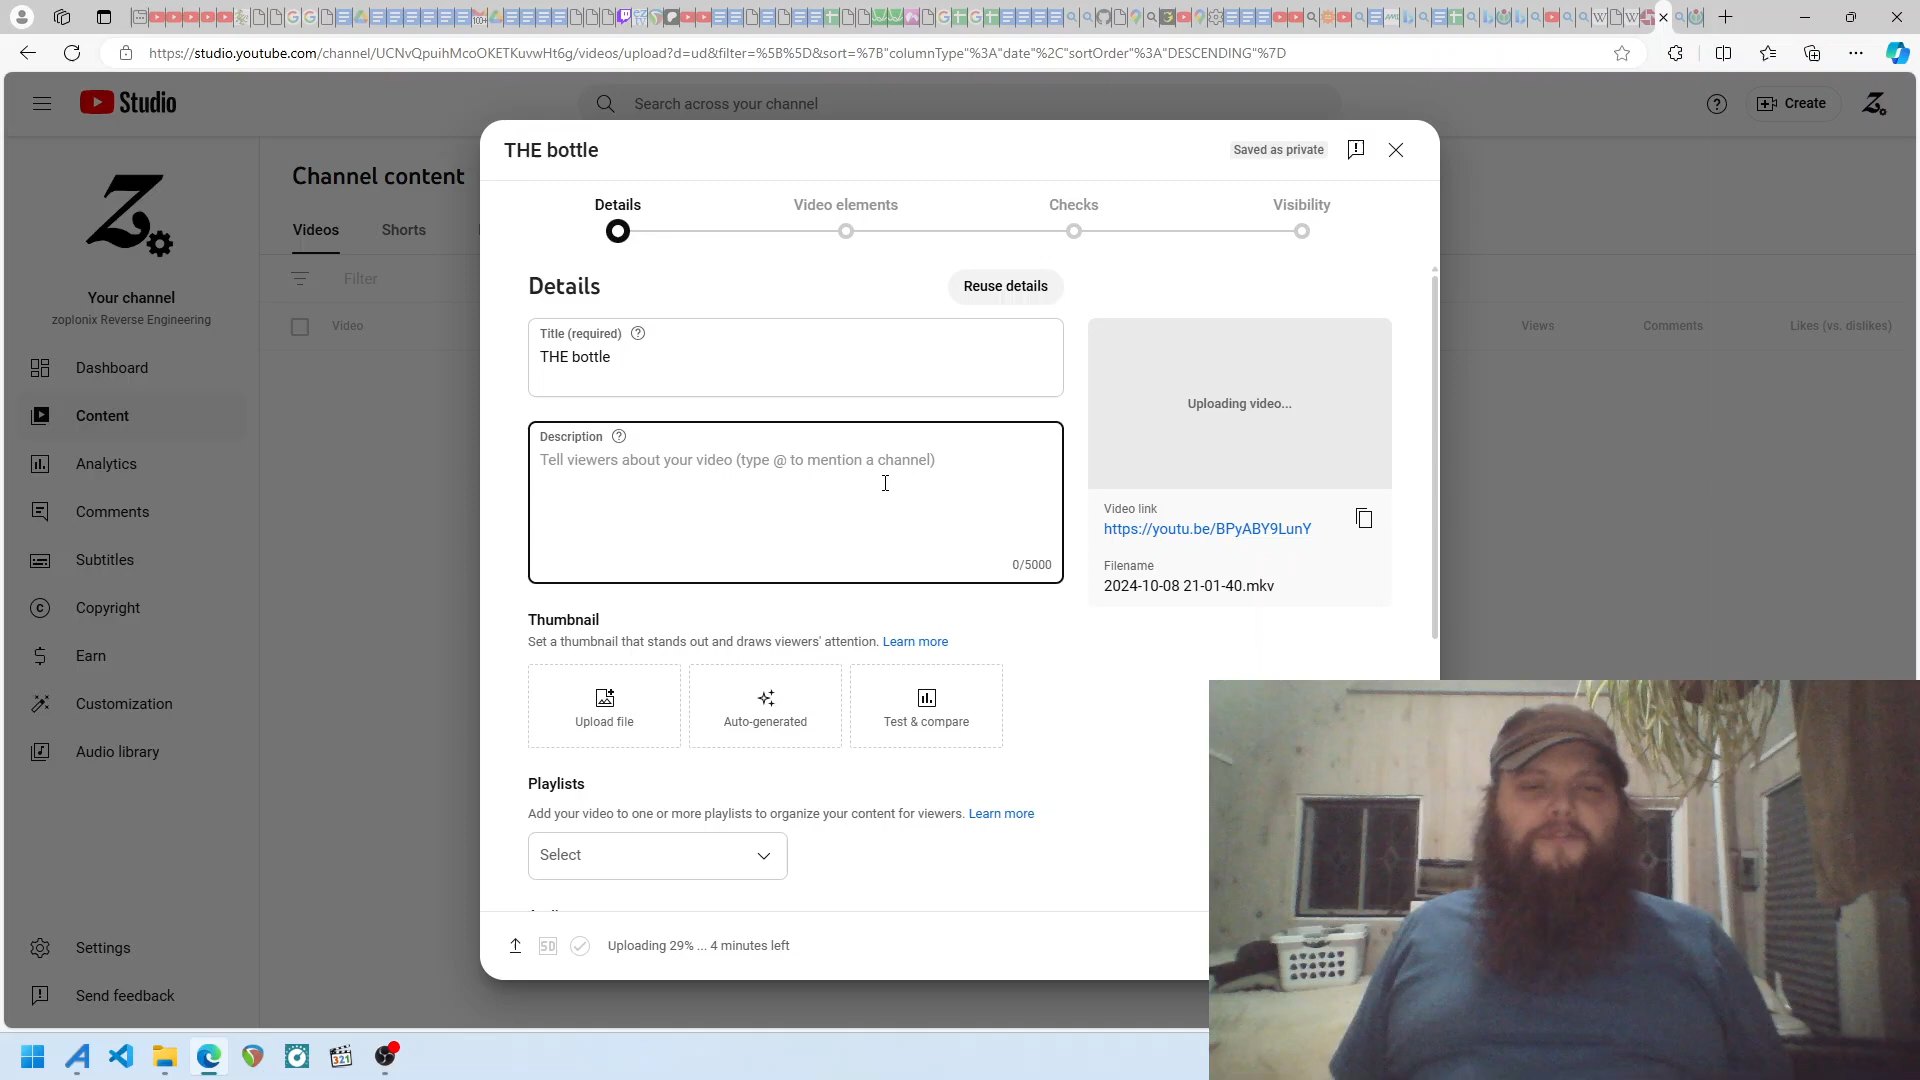 https://studio.youtube.com/channel/UCNvQpuihMcoOKETKuvwHt6g/videos/upload?d=ud&filter=%5B%5D&sort=%7B"columnType"%3A"date"%2C"sortOrder"%3A"DESCENDING"%7D
Studio
Search across your channel
Create
THE bottle
Saved as private
Channel content
Details
Video elements
Checks
Visibility
Videos
Shorts
Filter
Details
Reuse details
Your channel
zoplonix Reverse Engineering
Video
Views
Comments
Likes (vs. dislikes)
Title (required)
THE bottle
Dashboard
Content
Analytics
Comments
Subtitles
Copyright
Earn
Customization
Audio library
Settings
Send feedback
Description
Tell viewers about your video (type @ to mention a channel)
0/5000
Uploading video...
Video link
https://youtu.be/BPyABY9LunY
Filename
2024-10-08 21-01-40.mkv
Thumbnail
Set a thumbnail that stands out and draws viewers' attention. Learn more
Upload file
Auto-generated
Test & compare
Playlists
Add your video to one or more playlists to organize your content for viewers. Learn more
Select
SD
Uploading 29% ... 4 minutes left
321